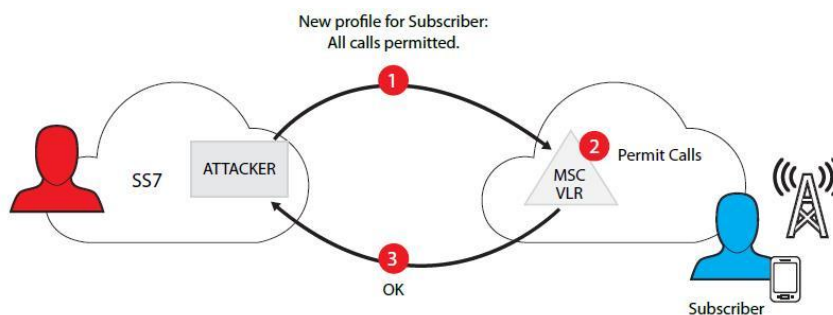 New profile for Subscriber:
All calls permitted.
1
SS7
ATTACKER
2
Permit Calls
MSC
VLR
3
OK
Subscriber